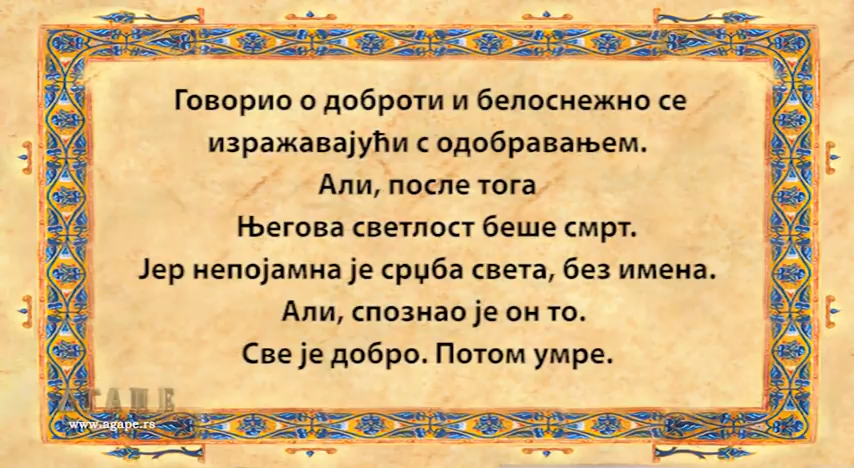 Говорио о доброти и белоснежно се
изражавајући с одобравањем.
Али, после тога
Његова светлост беше смрт.
Јер непојамна је срџба света, без имена.
Али, спознао је он то.
Све је добро. Потом умре.
АГАПЕ
www.agape.rs